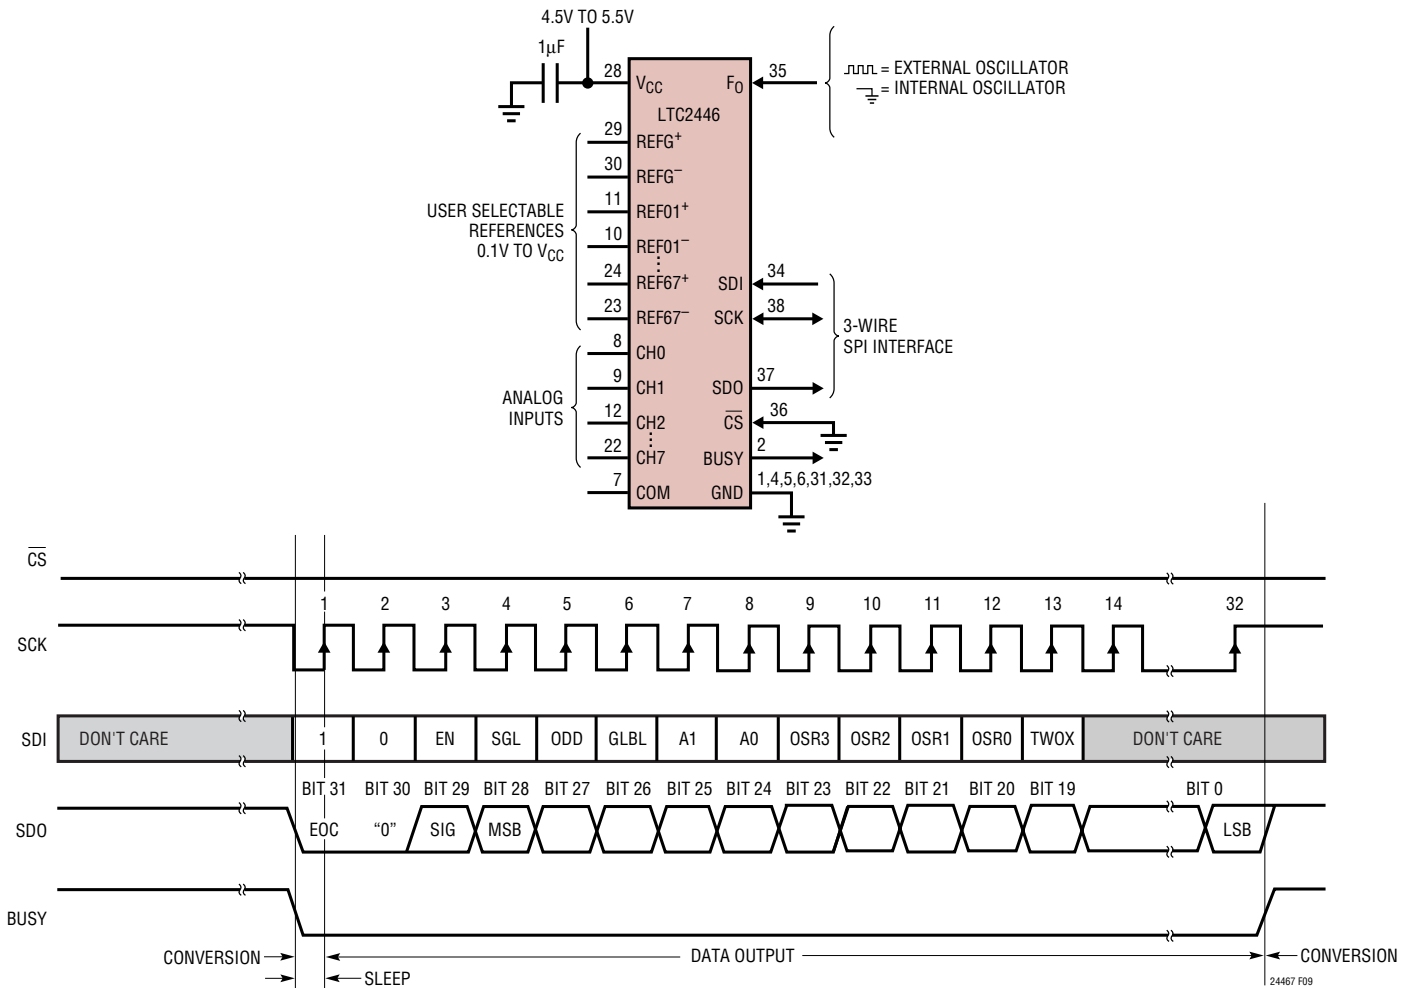 4.5V TO 5.5V
1µF
28
VCC
FO
35
= EXTERNAL OSCILLATOR
= INTERNAL OSCILLATOR
LTC2446
29
REFG+
30
REFG–
11
REF01+
10
REF01–
24
REF67+
23
REF67–
USER SELECTABLE
REFERENCES
0.1V TO VCC
SDI
34
SCK
38
SDO
37
3-WIRE
SPI INTERFACE
8
CH0
9
CH1
12
CH2
22
CH7
ANALOG
INPUTS
CS
36
BUSY
2
7
COM
GND
1,4,5,6,31,32,33
CS
SCK
1 2 3 4 5 6 7 8 9 10 11 12 13 14 32
SDI
DON'T CARE 1 0 EN SGL ODD GLBL A1 A0 OSR3 OSR2 OSR1 OSR0 TWOX DON'T CARE
BIT 31 BIT 30 BIT 29 BIT 28 BIT 27 BIT 26 BIT 25 BIT 24 BIT 23 BIT 22 BIT 21 BIT 20 BIT 19 BIT 0
SDO
EOC “0” SIG MSB LSB
BUSY
CONVERSION DATA OUTPUT CONVERSION
SLEEP
24467 F09